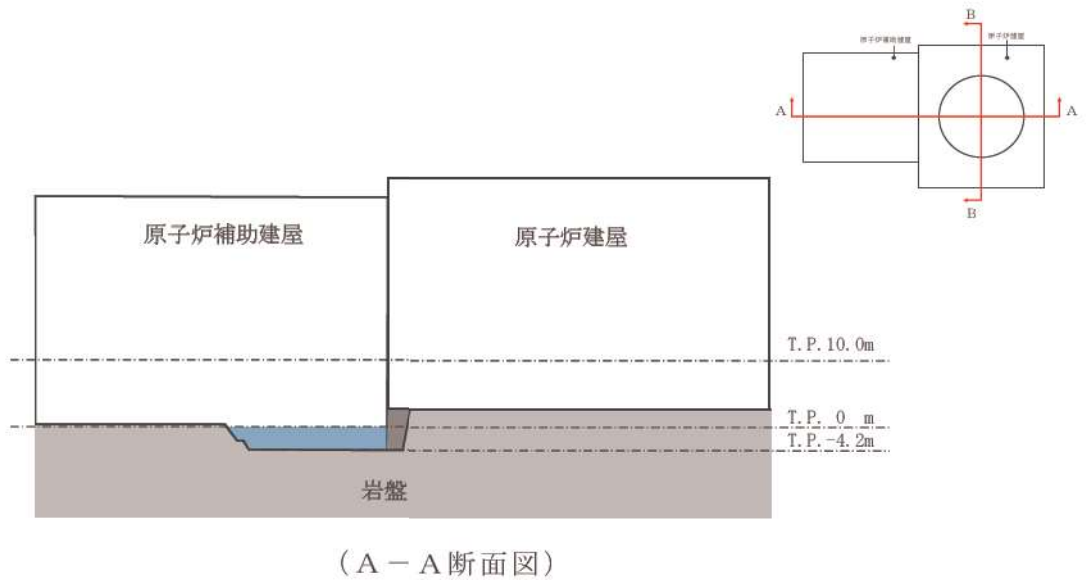 B
原子炉補助建屋
原子炉建屋
A
A
B
原子炉補助建屋
原子炉建屋
T.P.10.0m
T.P. 0 m
T.P.-4.2m
岩盤
(A－A断面図)